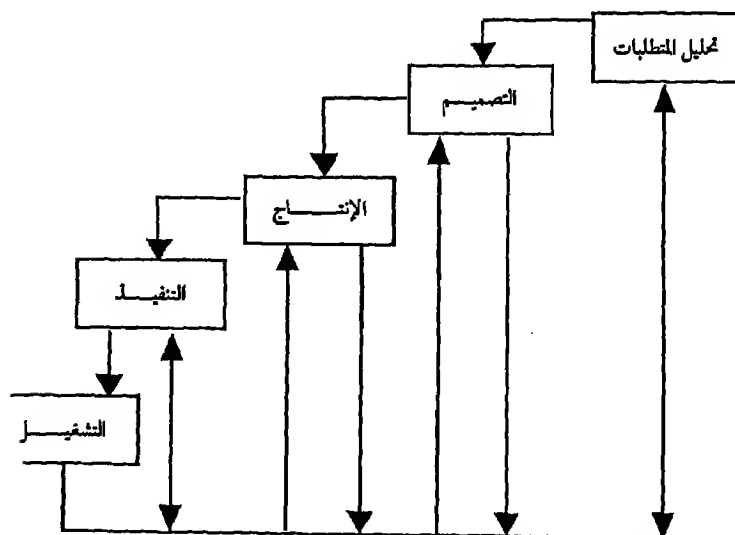 تحليل المتطلبات
التصميم
الإنتاج
التنفيذ
التشغيل